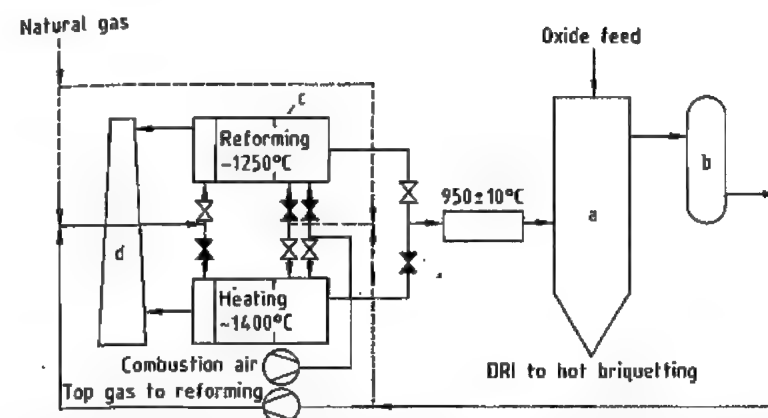 Natural gas
Oxide feed
c
Reforming
~1250°C
b
950±10°C
a
d
Heating
~1400°C
Combustion air
DRI to hot briquetting
Top gas to reforming